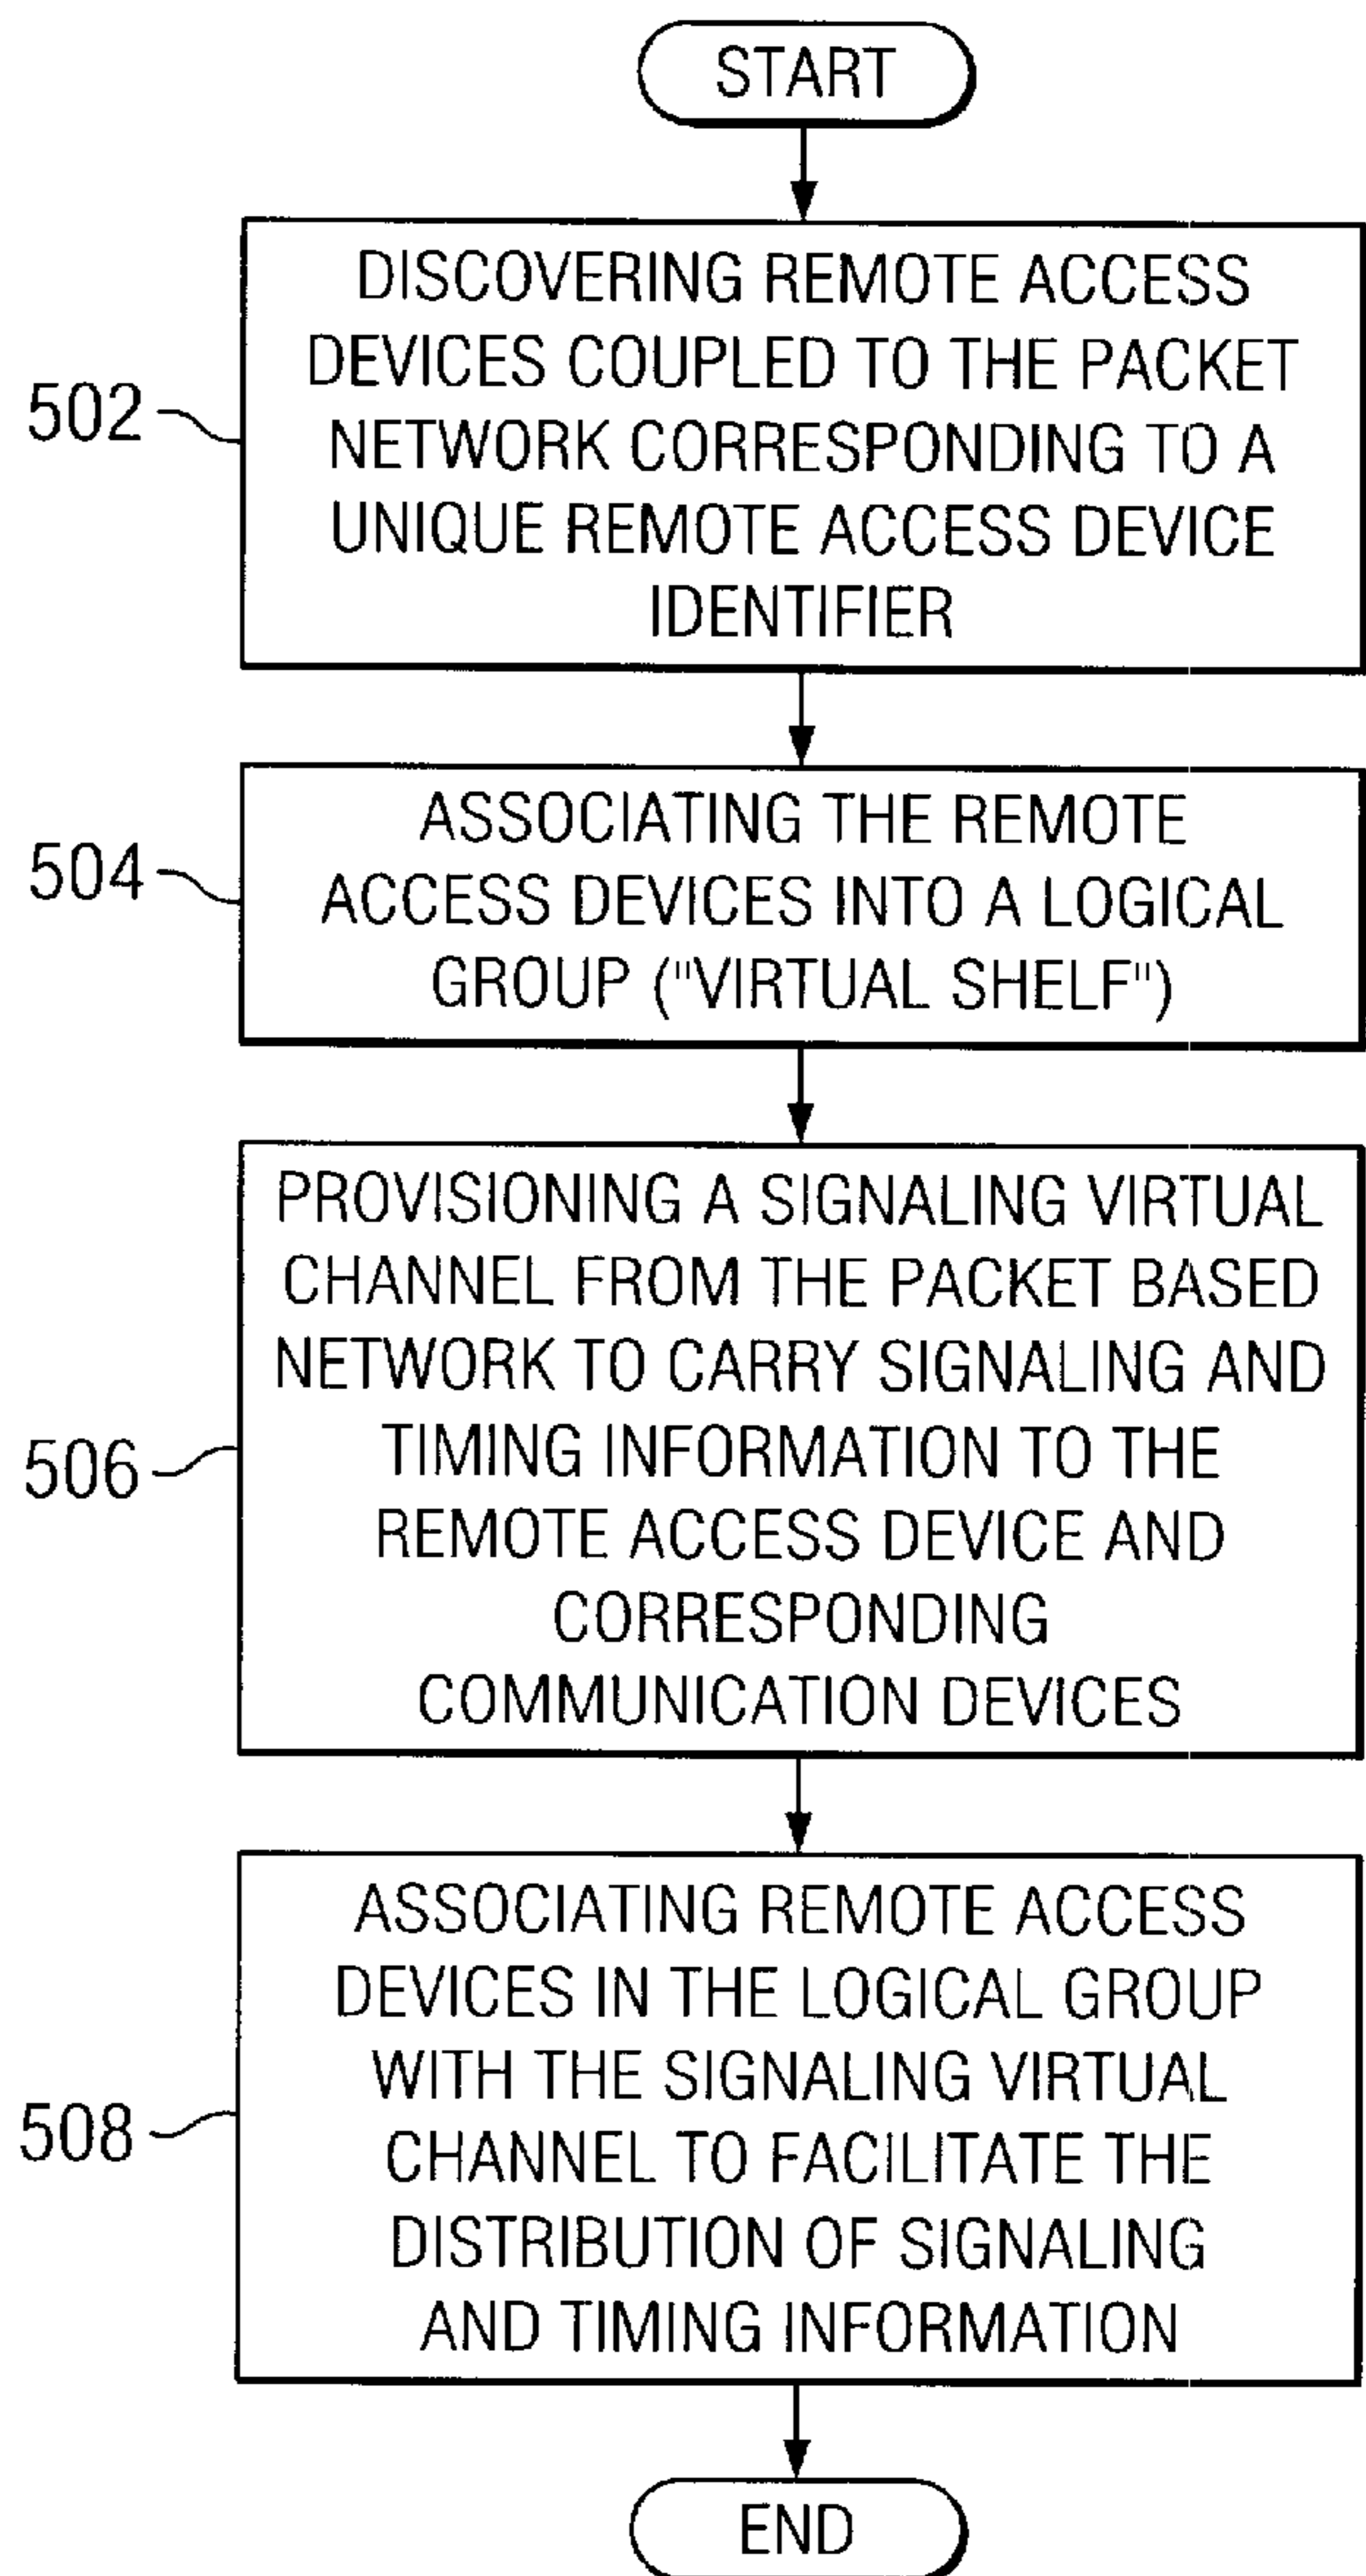 START
DISCOVERING REMOTE ACCESS
DEVICES COUPLED TO THE PACKET
NETWORK CORRESPONDING TO A
UNIQUE REMOTE ACCESS DEVICE
IDENTIFIER
502
ASSOCIATING THE REMOTE
ACCESS DEVICES INTO A LOGICAL
GROUP ("VIRTUAL SHELF")
504
PROVISIONING A SIGNALING VIRTUAL
CHANNEL FROM THE PACKET BASED
NETWORK TO CARRY SIGNALING AND
TIMING INFORMATION TO THE
REMOTE ACCESS DEVICE AND
CORRESPONDING
COMMUNICATION DEVICES
506
ASSOCIATING REMOTE ACCESS
DEVICES IN THE LOGICAL GROUP
WITH THE SIGNALING VIRTUAL
CHANNEL TO FACILITATE THE
DISTRIBUTION OF SIGNALING
AND TIMING INFORMATION
508
END